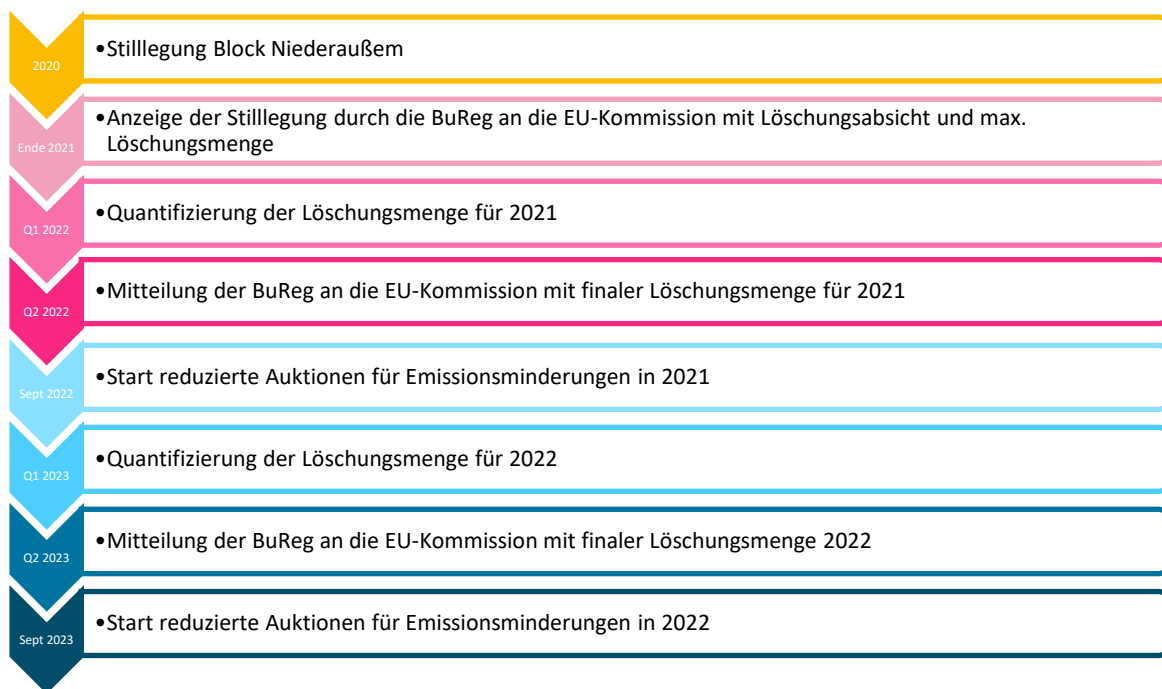 2020
•Stilllegung Block Niederaußem
Ende 2021
•Anzeige der Stilllegung durch die BuReg an die EU-Kommission mit Löschungsabsicht und max.
Löschungsmenge
Q1 2022
•Quantifizierung der Löschungsmenge für 2021
Q2 2022
•Mitteilung der BuReg an die EU-Kommission mit finaler Löschungsmenge für 2021
Sept 2022
•Start reduzierte Auktionen für Emissionsminderungen in 2021
Q1 2023
•Quantifizierung der Löschungsmenge für 2022
Q2 2023
•Mitteilung der BuReg an die EU-Kommission mit finaler Löschungsmenge 2022
Sept 2023
•Start reduzierte Auktionen für Emissionsminderungen in 2022